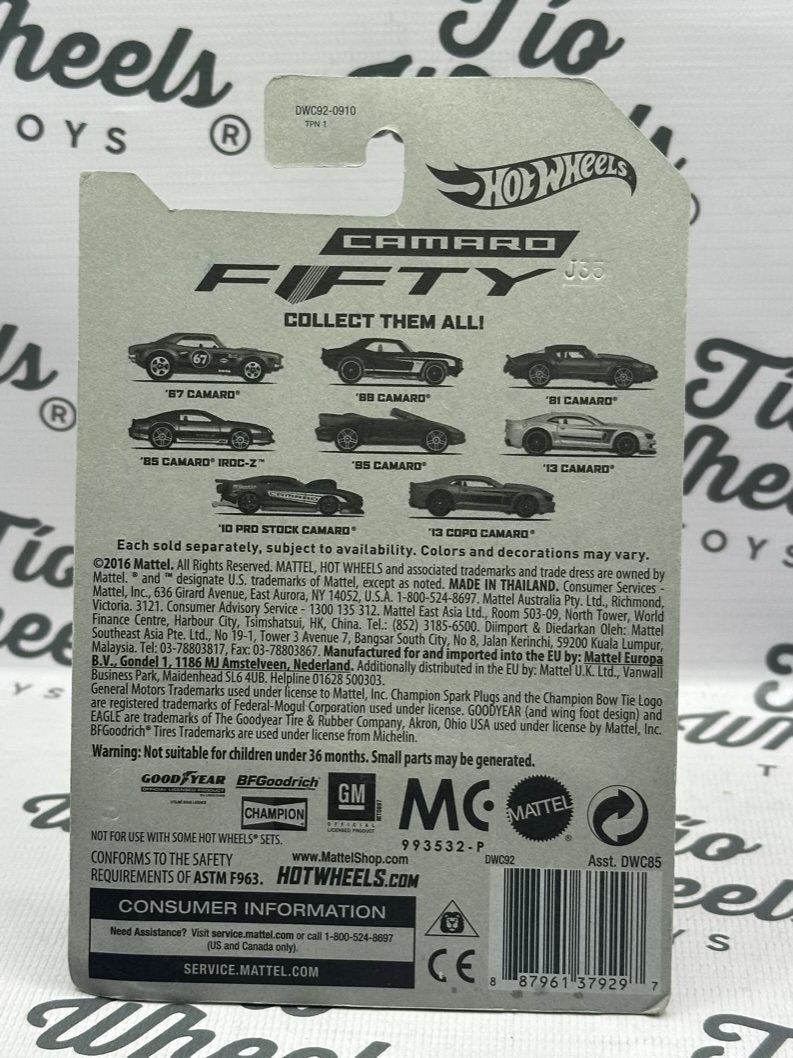 heels
Tío
OYS ®
DWC92-0910
TPN 1
HOT WHEELS
CAMARO
FIFTY J35
COLLECT THEM ALL!
67
'67 CAMARO® '69 CAMARO® '81 CAMARO®
'85 CAMARO® IROC-Z™ '95 CAMARO® '13 CAMARO®
CAMARO
'10 PRO STOCK CAMARO® '13 COPO CAMARO®
Each sold separately, subject to availability. Colors and decorations may vary.
©2016 Mattel. All Rights Reserved. MATTEL, HOT WHEELS and associated trademarks and trade dress are owned by
Mattel. ® and ™ designate U.S. trademarks of Mattel, except as noted. MADE IN THAILAND. Consumer Services -
Mattel, Inc., 636 Girard Avenue, East Aurora, NY 14052, U.S.A. 1-800-524-8697. Mattel Australia Pty. Ltd., Richmond,
Victoria. 3121. Consumer Advisory Service - 1300 135 312. Mattel East Asia Ltd., Room 503-09, North Tower, World
Finance Centre, Harbour City, Tsimshatsui, HK, China. Tel.: (852) 3185-6500. Diimport & Diedarkan Oleh: Mattel
Southeast Asia Pte. Ltd., No 19-1, Tower 3 Avenue 7, Bangsar South City, No 8, Jalan Kerinchi, 59200 Kuala Lumpur,
Malaysia. Tel: 03-78803817, Fax: 03-78803867. Manufactured for and imported into the EU by: Mattel Europa
B.V., Gondel 1, 1186 MJ Amstelveen, Nederland. Additionally distributed in the EU by: Mattel U.K. Ltd., Vanwall
Business Park, Maidenhead SL6 4UB. Helpline 01628 500303.
General Motors Trademarks used under license to Mattel, Inc. Champion Spark Plugs and the Champion Bow Tie Logo
are registered trademarks of Federal-Mogul Corporation used under license. GOODYEAR (and wing foot design) and
EAGLE are trademarks of The Goodyear Tire & Rubber Company, Akron, Ohio USA used under license by Mattel, Inc.
BFGoodrich® Tires Trademarks are used under license from Michelin.
Warning: Not suitable for children under 36 months. Small parts may be generated.
GOODYEAR BFGoodrich GM MC MATTEL
OFFICIAL LICENSED PRODUCT
CHAMPION
OFFICIAL
LICENSED PRODUCT
993532-P
NOT FOR USE WITH SOME HOT WHEELS® SETS.
CONFORMS TO THE SAFETY
REQUIREMENTS OF ASTM F963.
www.MattelShop.com
HOTWHEELS.COM
DWC92 Asst. DWC85
CONSUMER INFORMATION
Need Assistance? Visit service.mattel.com or call 1-800-524-8697
(US and Canada only).
SERVICE.MATTEL.COM
CE
8 87961 37929 7
Wheels